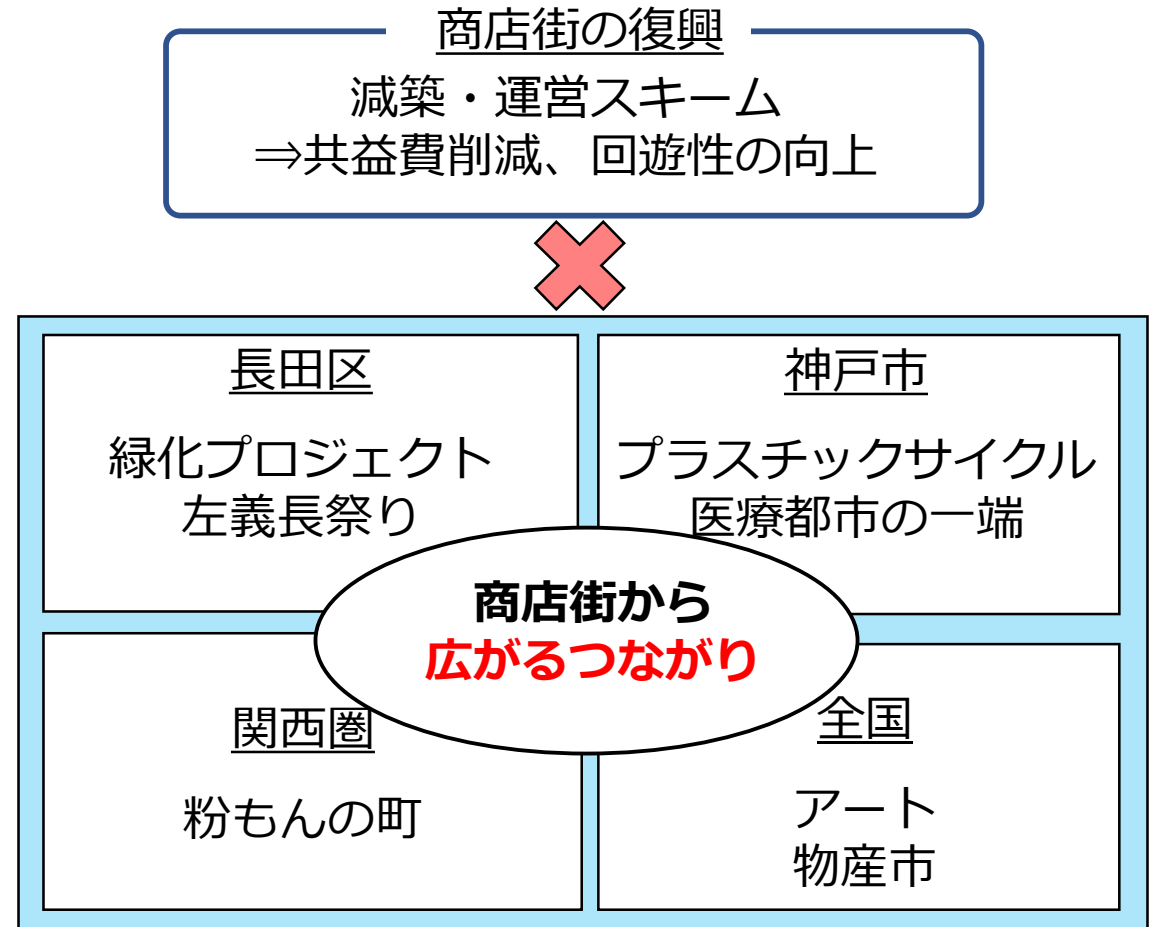 商店街の復興
減築・運営スキーム
⇒共益費削減、回遊性の向上
長田区
緑化プロジェクト
左義長祭り
神戸市
プラスチックサイクル
医療都市の一端
商店街から
広がるつながり
関西圏
粉もんの町
全国
アート
物産市